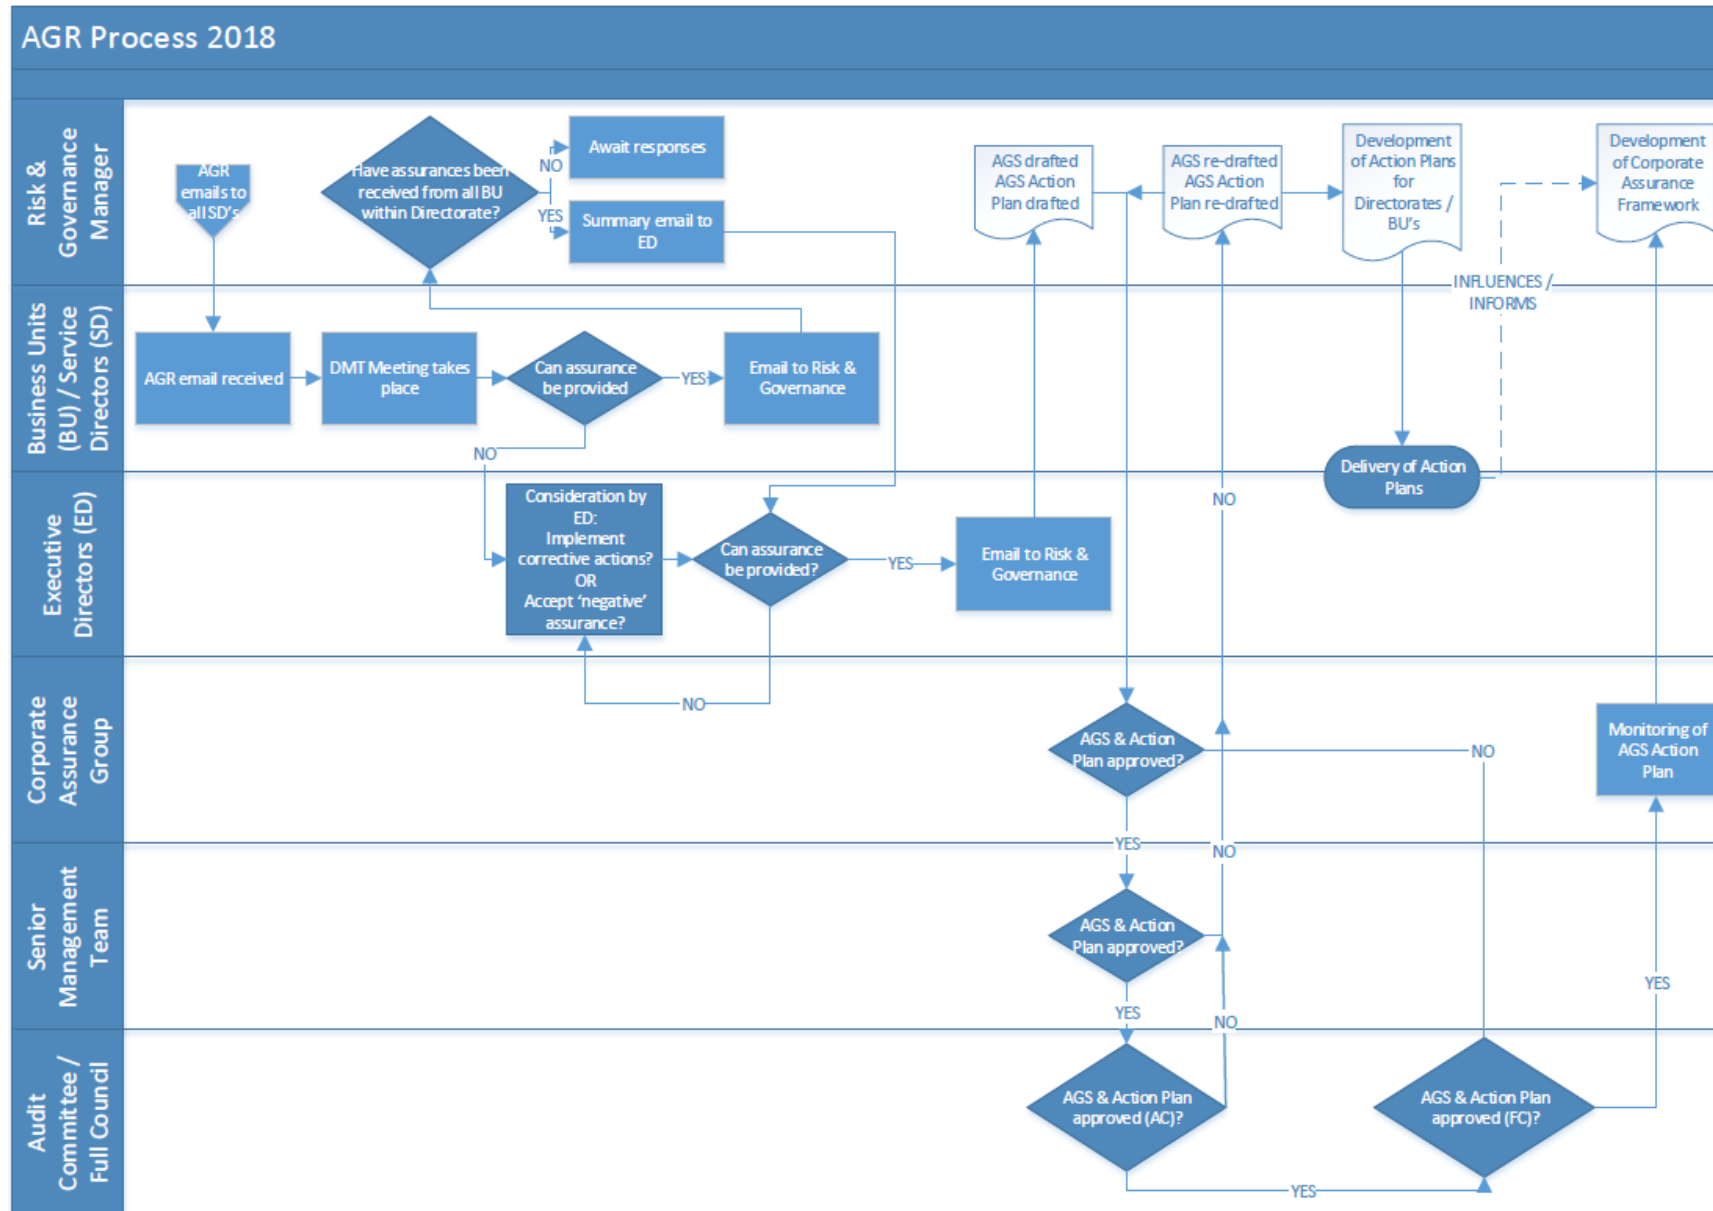 AGR Process 2018
Risk &
Governance
Manager
AGR
emails to
all SD's
Have assurances been
received from all BU
within Directorate?
NO
YES
Await responses
Summary email to
ED
AGS drafted
AGS Action
Plan drafted
AGS re-drafted
AGS Action
Plan re-drafted
Development
of Action Plans
for
Directorates /
BU's
Development
of Corporate
Assurance
Framework
INFLUENCES /
INFORMS
Business Units
(BU) / Service
Directors (SD)
AGR email received
DMT Meeting takes
place
Can assurance
be provided
YES
Email to Risk &
Governance
NO
Delivery of Action
Plans
Executive
Directors (ED)
Consideration by
ED:
Implement
corrective actions?
OR
Accept ‘negative’
assurance?
Can assurance
be provided?
YES
Email to Risk &
Governance
NO
NO
Corporate
Assurance
Group
AGS & Action
Plan approved?
NO
Monitoring of
AGS Action
Plan
YES
NO
Senior
Management
Team
AGS & Action
Plan approved?
YES
YES
NO
Audit
Committee /
Full Council
AGS & Action Plan
approved (AC)?
AGS & Action Plan
approved (FC)?
YES